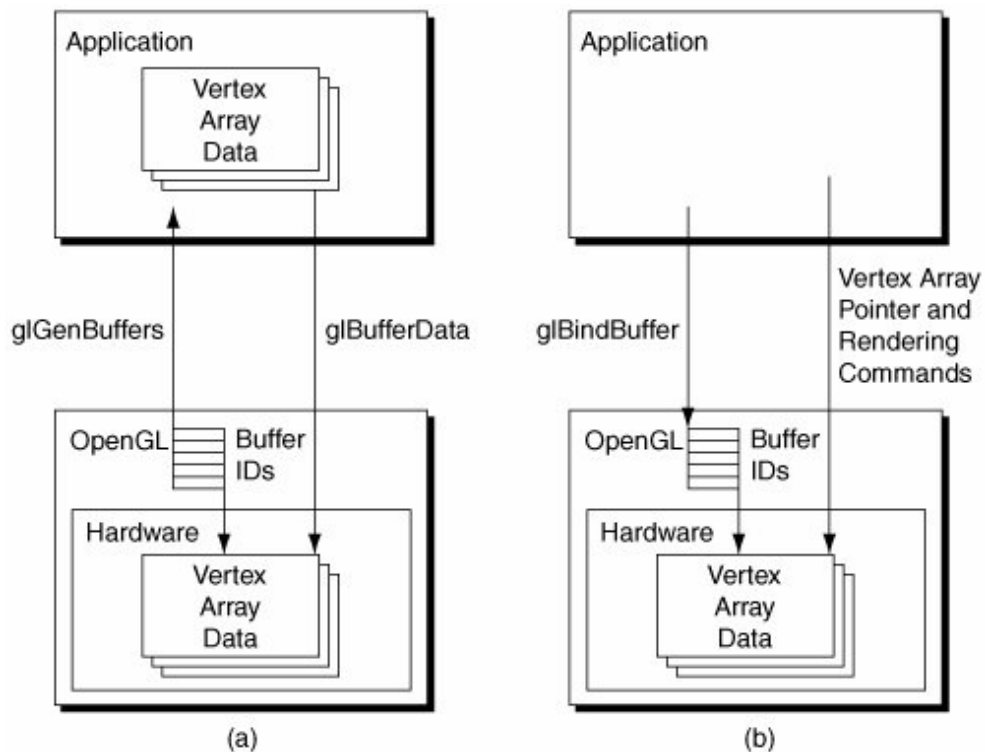 Application
Vertex
Array
Data
glGenBuffers
glBufferData
OpenGL
Buffer
IDs
Hardware
Vertex
Array
Data
(a)
Application
glBindBuffer
Vertex Array
Pointer and
Rendering
Commands
OpenGL
Buffer
IDs
Hardware
Vertex
Array
Data
(b)